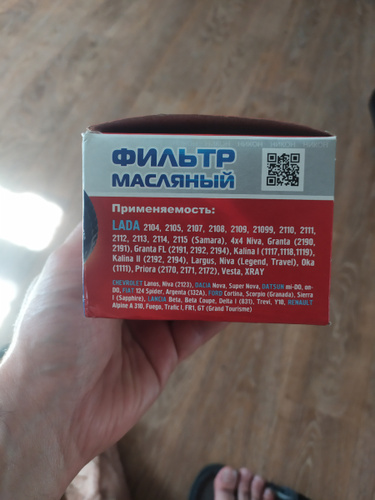 ФИЛЬТР
МАСЛЯНЫЙ
Применяемость:
LADA 2104, 2105, 2107, 2108, 2109, 21099, 2110, 2111,
2112, 2113, 2114, 2115 (Samara), 4x4 Niva, Granta (2190,
2191), Granta FL (2191, 2192, 2194), Kalina I (1117,1118,1119),
Kalina II (2192, 2194), Largus, Niva (Legend, Travel), Oka
(1111), Priora (2170, 2171, 2172), Vesta, XRAY
CHEVROLET Lanos, Niva (2123), DACIA Nova, Super Nova, DATSUN mi-DO, on-
DO, FIAT 124 Spider, Argenta (132A), FORD Cortina, Scorpio (Granada), Sierra
I (Sapphire), LANCIA Beta, Beta Coupe, Delta I (831), Trevi, Y10, RENAULT
Alpine A 310, Fuego, Trafic I, FR1, GT (Grand Tourisme)